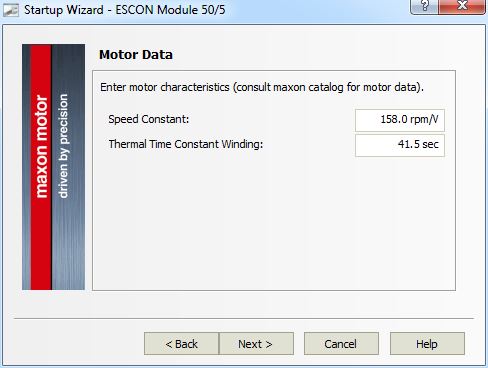 Startup Wizard - ESCON Module 50/5
? X
maxon motor
driven by precision
Motor Data
Enter motor characteristics (consult maxon catalog for motor data).
Speed Constant: 158.0 rpm/V
Thermal Time Constant Winding: 41.5 sec
< Back Next > Cancel Help